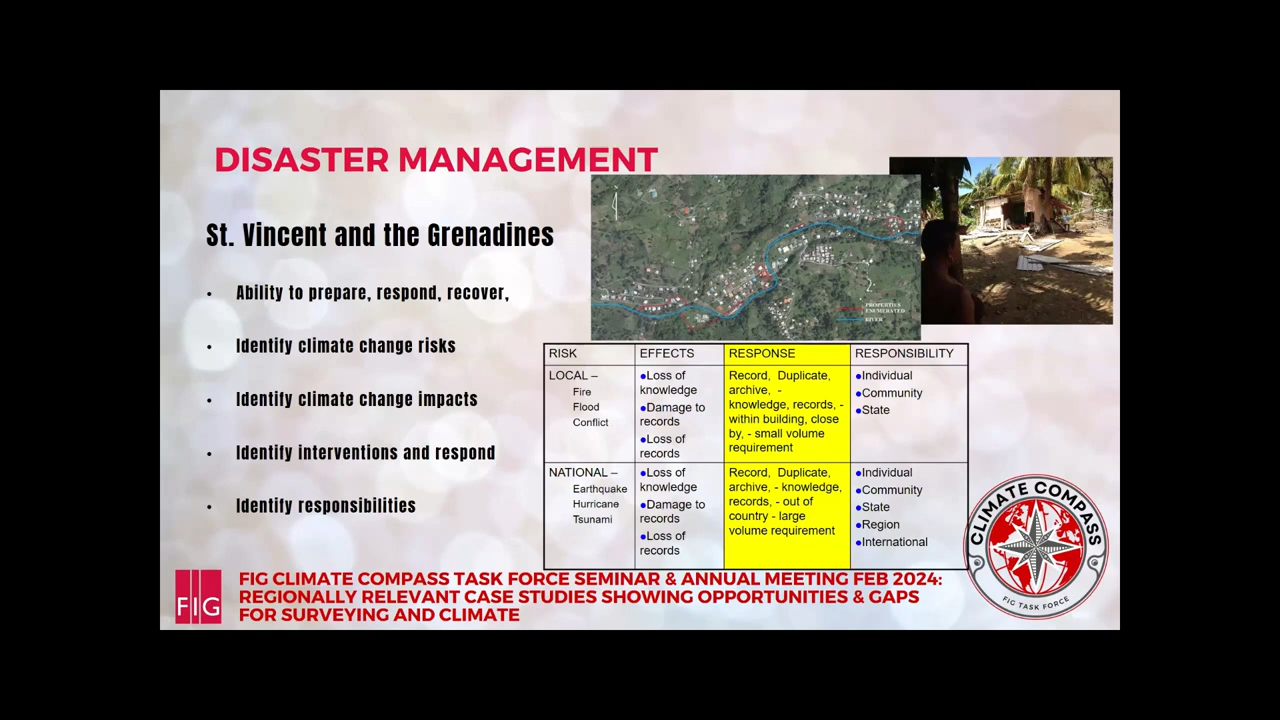 DISASTER MANAGEMENT
St. Vincent and the Grenadines
• Ability to prepare, respond, recover,
• Identify climate change risks
• Identify climate change impacts
• Identify interventions and respond
• Identify responsibilities
PROPERTIES
ENUMERATED
RIVER
RISK
EFFECTS
RESPONSE
RESPONSIBILITY
LOCAL –
Fire
Flood
Conflict
●Loss of
knowledge
●Damage to
records
●Loss of
records
Record, Duplicate,
archive, -
knowledge, records, -
within building, close
by, - small volume
requirement
●Individual
●Community
●State
NATIONAL –
Earthquake
Hurricane
Tsunami
●Loss of
knowledge
●Damage to
records
●Loss of
records
Record, Duplicate,
archive, - knowledge,
records, - out of
country - large
volume requirement
●Individual
●Community
●State
●Region
●International
CLIMATE COMPASS
FIG TASK FORCE
FIG
FIG CLIMATE COMPASS TASK FORCE SEMINAR & ANNUAL MEETING FEB 2024:
REGIONALLY RELEVANT CASE STUDIES SHOWING OPPORTUNITIES & GAPS
FOR SURVEYING AND CLIMATE